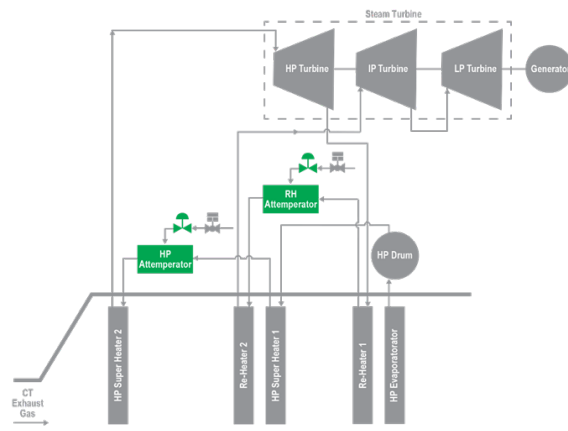 Steam Turbine
HP Turbine
IP Turbine
LP Turbine
Generator
RH
Attemperator
HP
Attemperator
HP Drum
HP Super Heater 2
Re-Heater 2
HP Super Heater 1
Re-Heater 1
HP Evaporatorator
CT
Exhaust
Gas